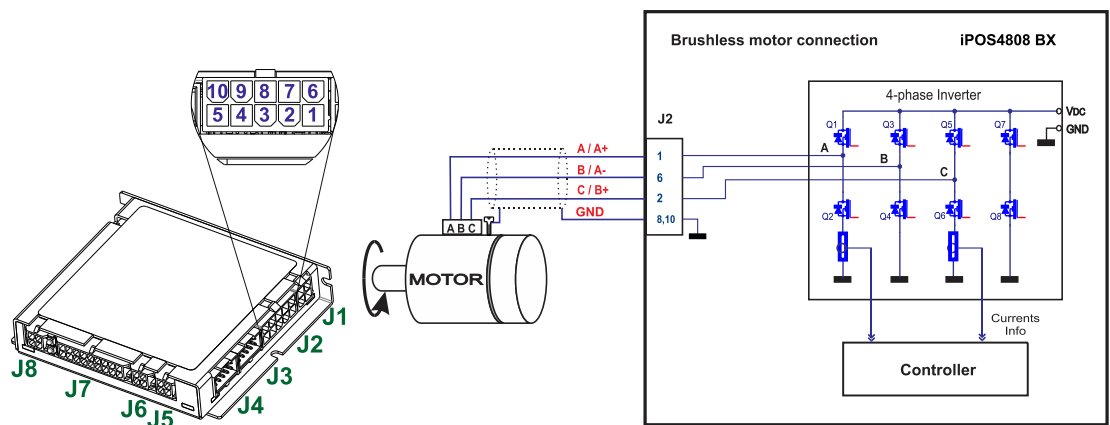 10 9 8 7 6
5 4 3 2 1
J1
J2
J3
J4
J5
J6
J7
J8
A / A+
B / A-
C / B+
GND
A B C
MOTOR
Brushless motor connection iPOS4808 BX
J2
1
6
2
8,10
4-phase Inverter
Q1 Q3 Q5 Q7
VDC
GND
A
B
C
Q2 Q4 Q6 Q8
Currents
Info
Controller